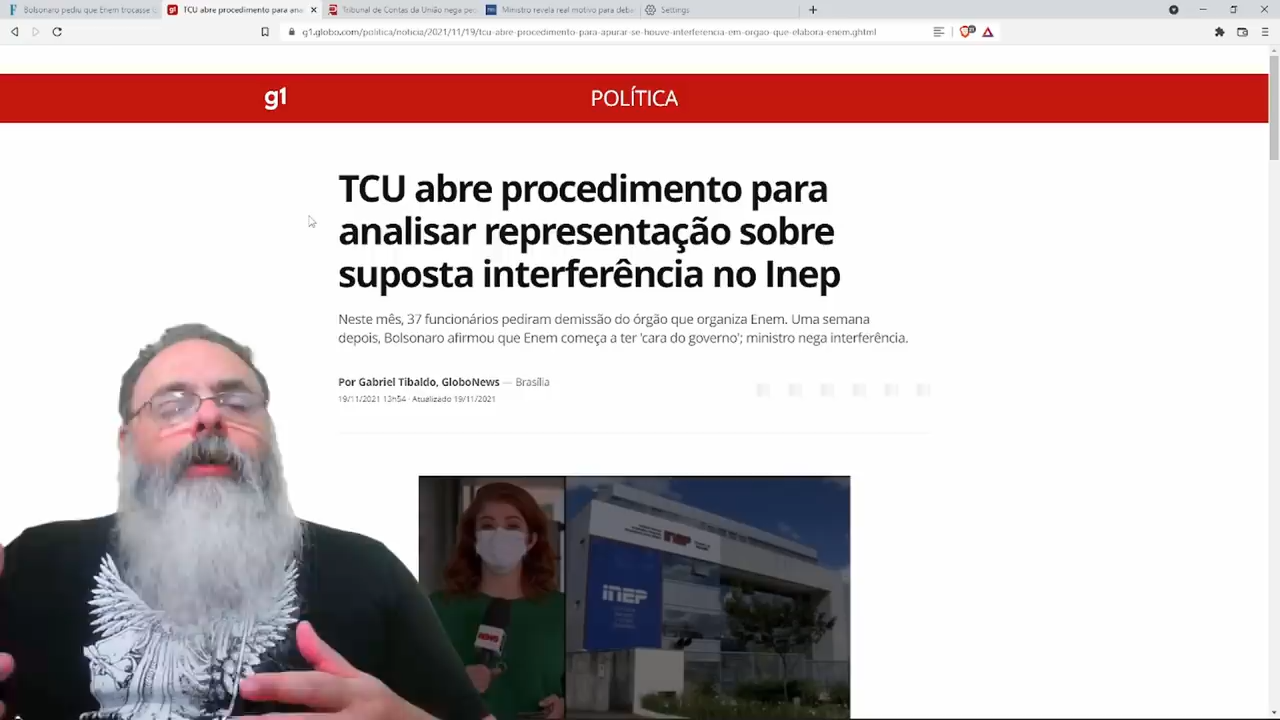 Bolsonaro pediu que Enem trocasse
TCU abre procedimento para ana
Tribunal de Contas da União nega pe
Ministro revela real motivo para deba
Settings
g1.globo.com/politica/noticia/2021/11/19/tcu-abre-procedimento-para-apurar-se-houve-interferencia-em-orgao-que-elabora-enem.ghtml
g1
POLÍTICA
TCU abre procedimento para
analisar representação sobre
suposta interferência no Inep
Neste mês, 37 funcionários pediram demissão do órgão que organiza Enem. Uma semana
depois, Bolsonaro afirmou que Enem começa a ter 'cara do governo'; ministro nega interferência.
Por Gabriel Tibaldo, GloboNews — Brasília
19/11/2021 13h54 · Atualizado 19/11/2021
inep
inep
NEWS